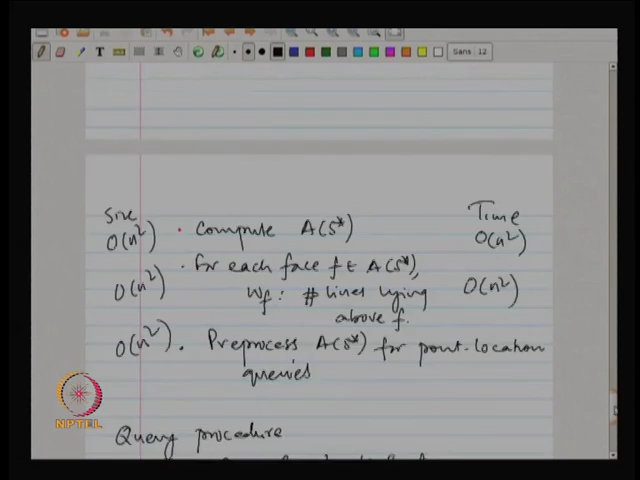 Sans 12
Size Time
O(n²) • Compute A(S*) O(n²)
O(n²) • For each face f ∈ A(S*), O(n²)
W_f : # lines lying
above f.
O(n²) • Preprocess A(S*) for point-location
queries
Query procedure
NPTEL